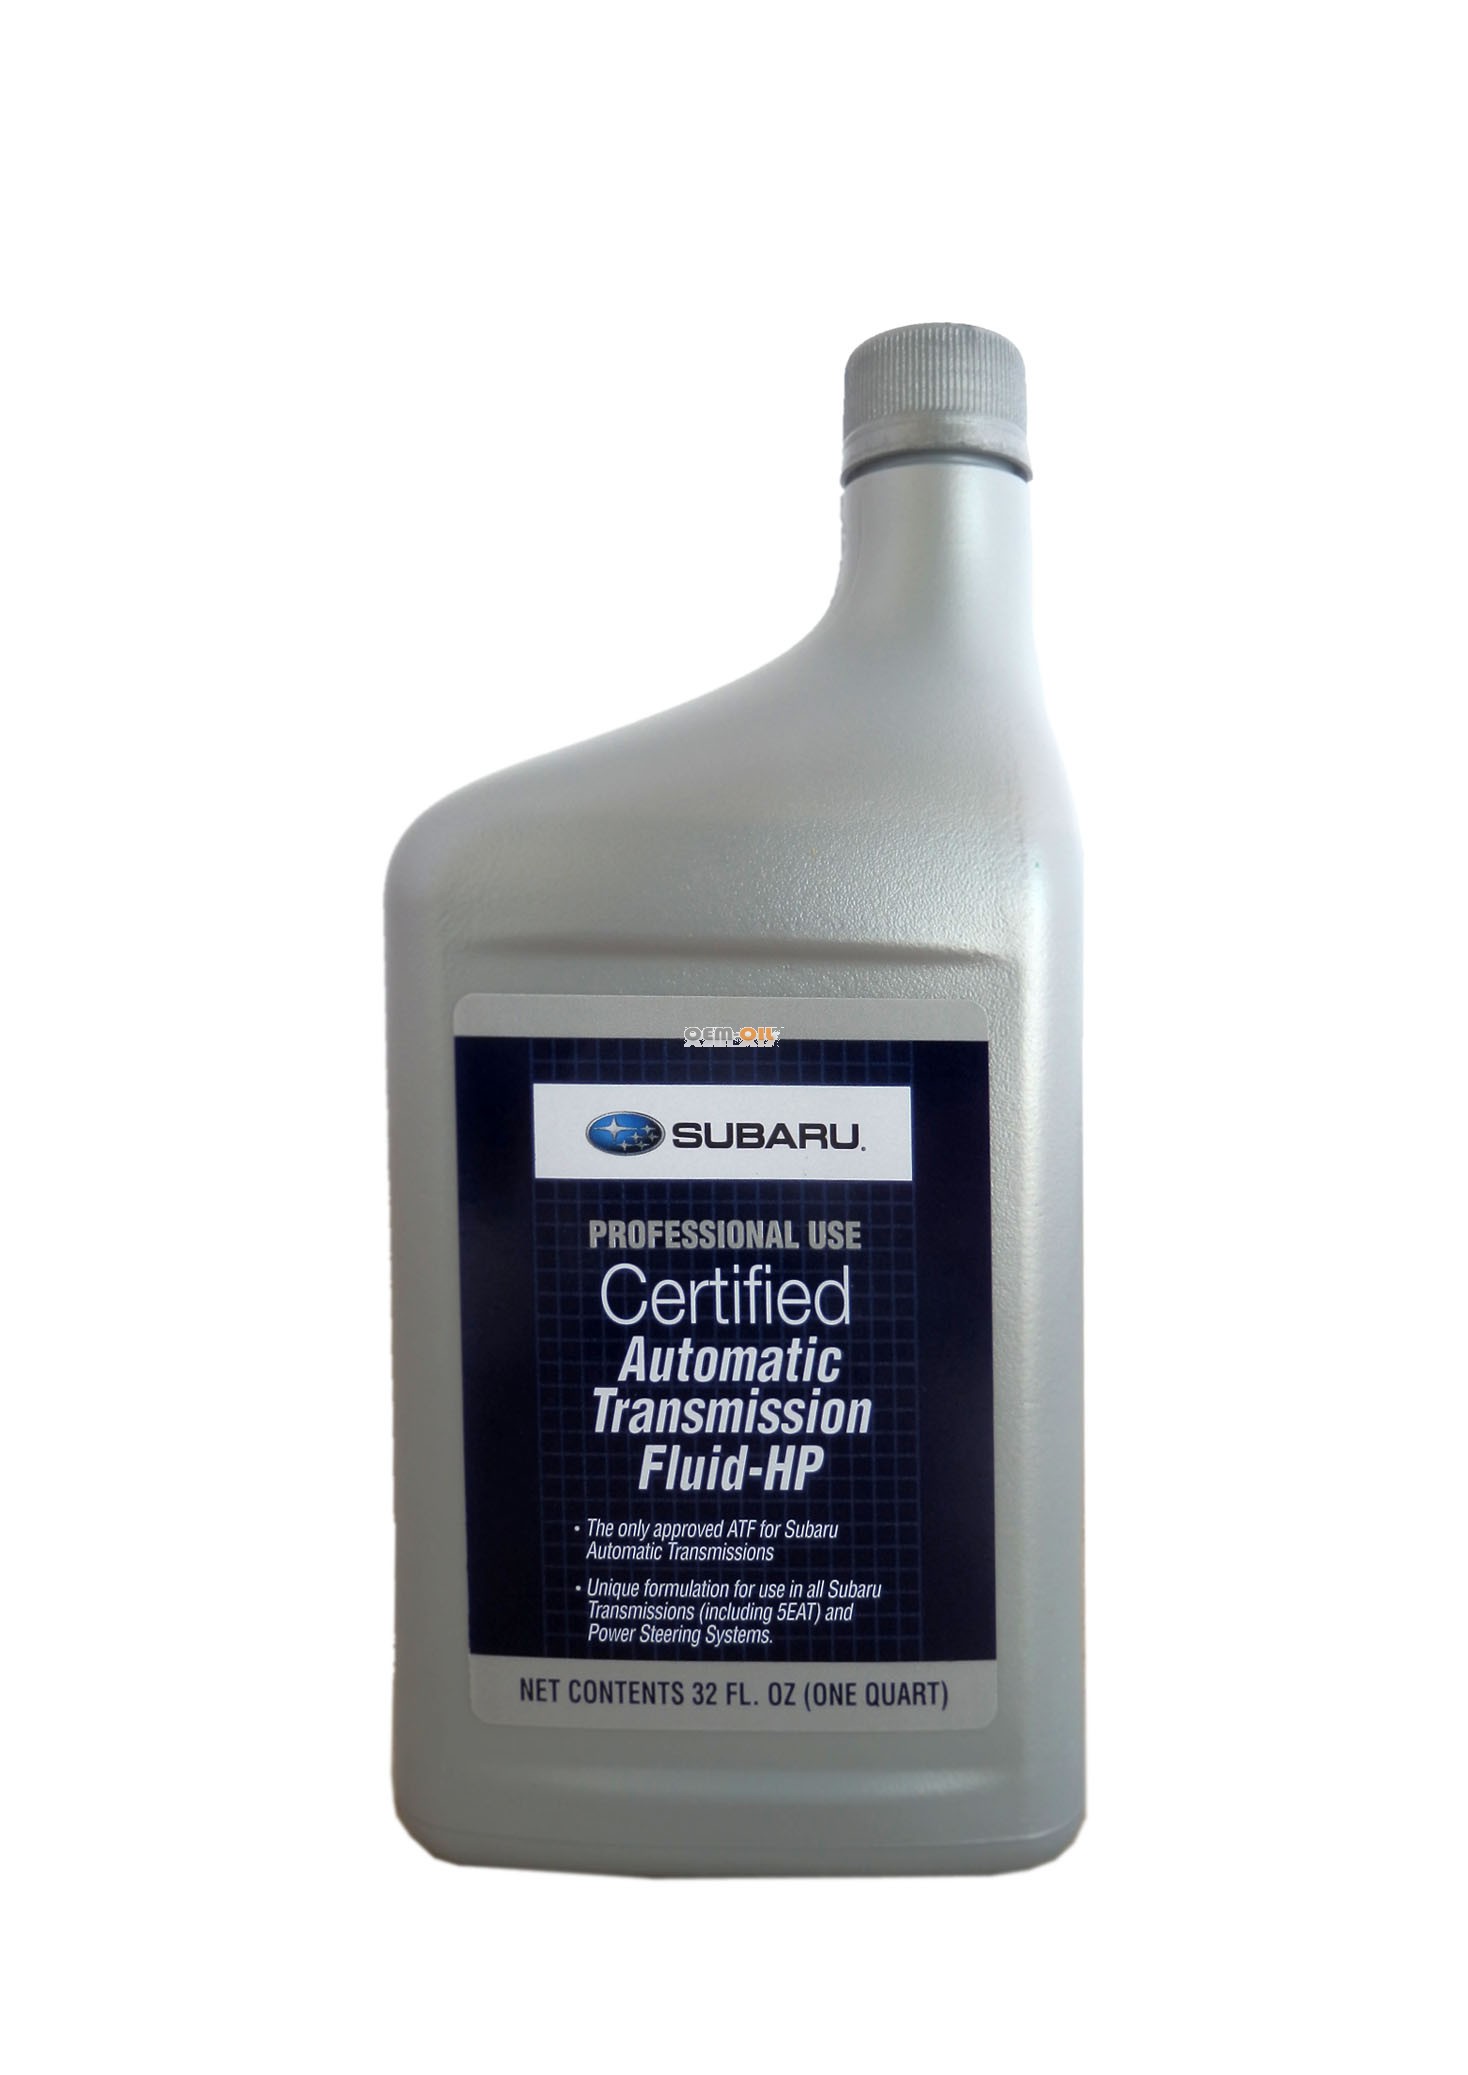 OEM-OIL
SUBARU.
PROFESSIONAL USE
Certified
Automatic
Transmission
Fluid-HP
• The only approved ATF for Subaru
Automatic Transmissions
• Unique formulation for use in all Subaru
Transmissions (including 5EAT) and
Power Steering Systems.
NET CONTENTS 32 FL. OZ (ONE QUART)